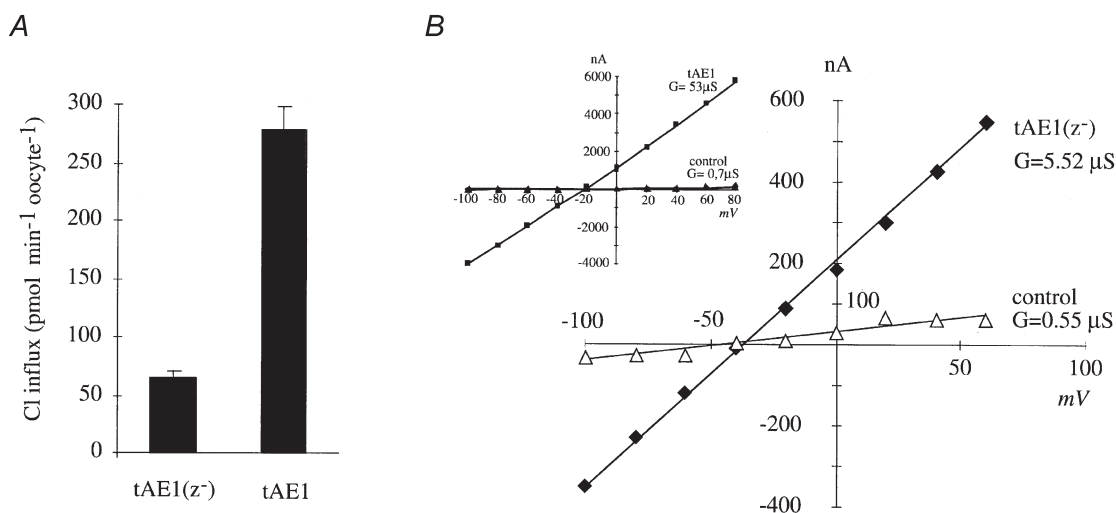 A
Cl influx (pmol min-1 oocyte-1)
300
250
200
150
100
50
0
tAE1(z-)
tAE1
B
nA
6000
tAE1
G= 53µS
4000
2000
control
G= 0,7µS
-100 -80 -60 -40 -20 20 40 60 80
mV
-2000
-4000
nA
600
tAE1(z-)
G=5.52 µS
400
200
100
control
G=0.55 µS
-100 -50 50 100
mV
-200
-400